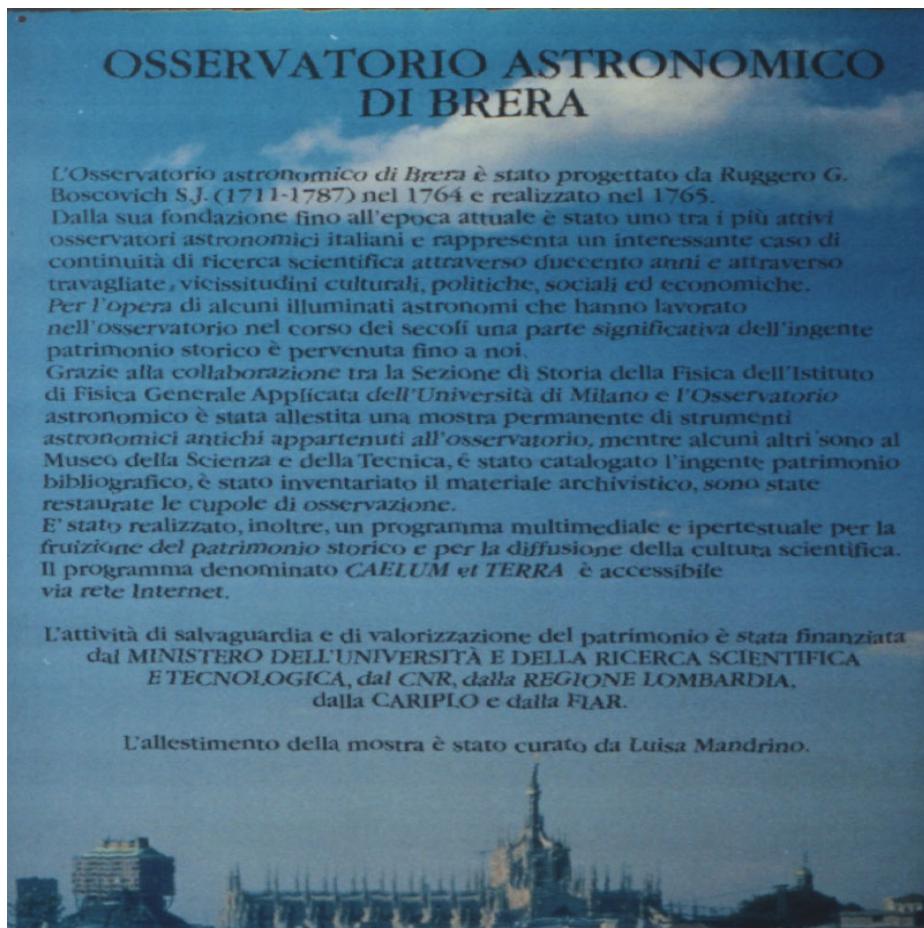 OSSERVATORIO ASTRONOMICO
DI BRERA
L'Osservatorio astronomico di Brera è stato progettato da Ruggero G.
Boscovich S.J. (1711-1787) nel 1764 e realizzato nel 1765.
Dalla sua fondazione fino all'epoca attuale è stato uno tra i più attivi
osservatori astronomici italiani e rappresenta un interessante caso di
continuità di ricerca scientifica attraverso duecento anni e attraverso
travagliate, vicissitudini culturali, politiche, sociali ed economiche.
Per l'opera di alcuni illuminati astronomi che hanno lavorato
nell'osservatorio nel corso dei secoli una parte significativa dell'ingente
patrimonio storico è pervenuta fino a noi.
Grazie alla collaborazione tra la Sezione di Storia della Fisica dell'Istituto
di Fisica Generale Applicata dell'Università di Milano e l'Osservatorio
astronomico è stata allestita una mostra permanente di strumenti
astronomici antichi appartenuti all'osservatorio, mentre alcuni altri sono al
Museo della Scienza e della Tecnica, é stato catalogato l'ingente patrimonio
bibliografico, è stato inventariato il materiale archivistico, sono state
restaurate le cupole di osservazione.
E' stato realizzato, inoltre, un programma multimediale e ipertestuale per la
fruizione del patrimonio storico e per la diffusione della cultura scientifica.
Il programma denominato CAELUM et TERRA è accessibile
via rete Internet.
L'attività di salvaguardia e di valorizzazione del patrimonio è stata finanziata
dal MINISTERO DELL'UNIVERSITÀ E DELLA RICERCA SCIENTIFICA
E TECNOLOGICA, dal CNR, dalla REGIONE LOMBARDIA,
dalla CARIPLO e dalla FIAR.
L'allestimento della mostra è stato curato da Luisa Mandrino.